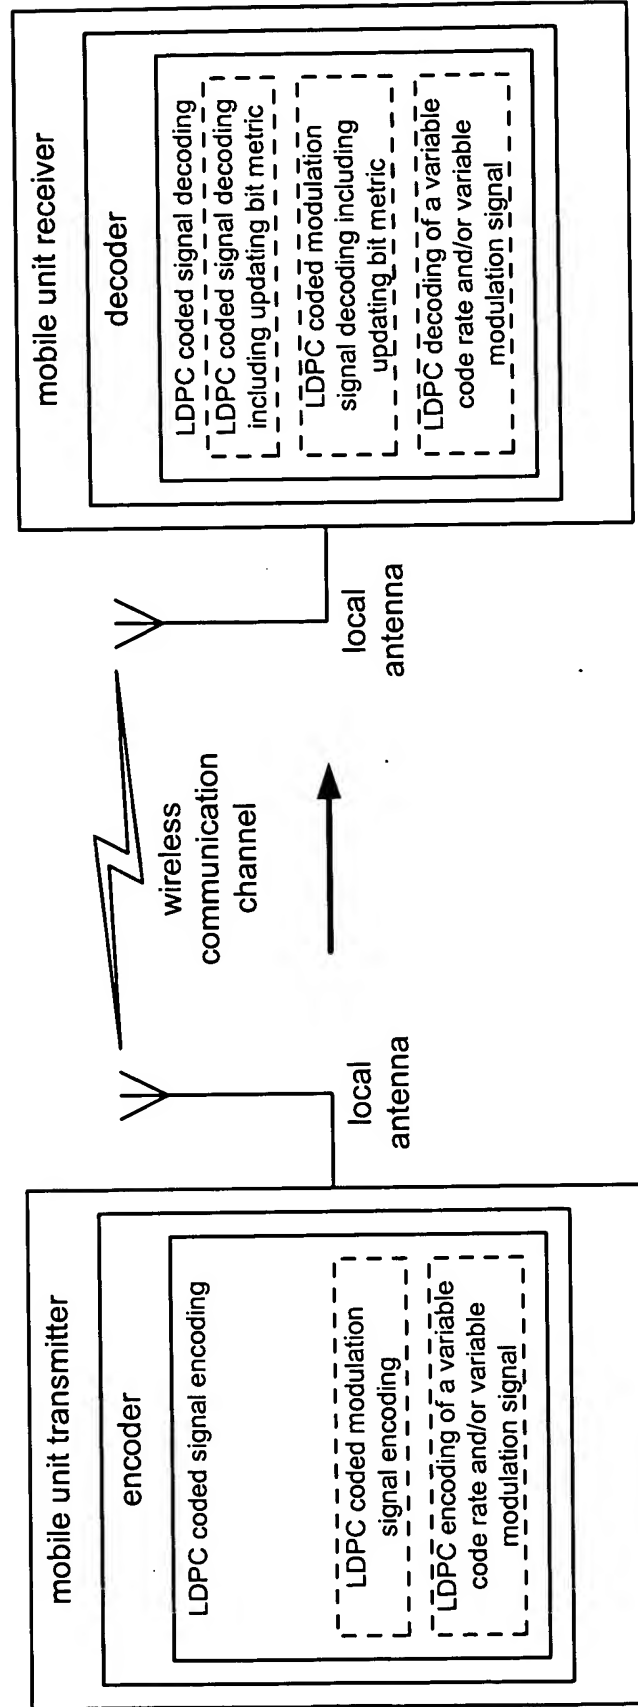 mobile unit transmitter
encoder
LDPC coded signal encoding
LDPC coded modulation
signal encoding
LDPC encoding of a variable
code rate and/or variable
modulation signal
local
antenna
wireless
communication
channel
local
antenna
mobile unit receiver
decoder
LDPC coded signal decoding
LDPC coded signal decoding
including updating bit metric
LDPC coded modulation
signal decoding including
updating bit metric
LDPC decoding of a variable
code rate and/or variable
modulation signal